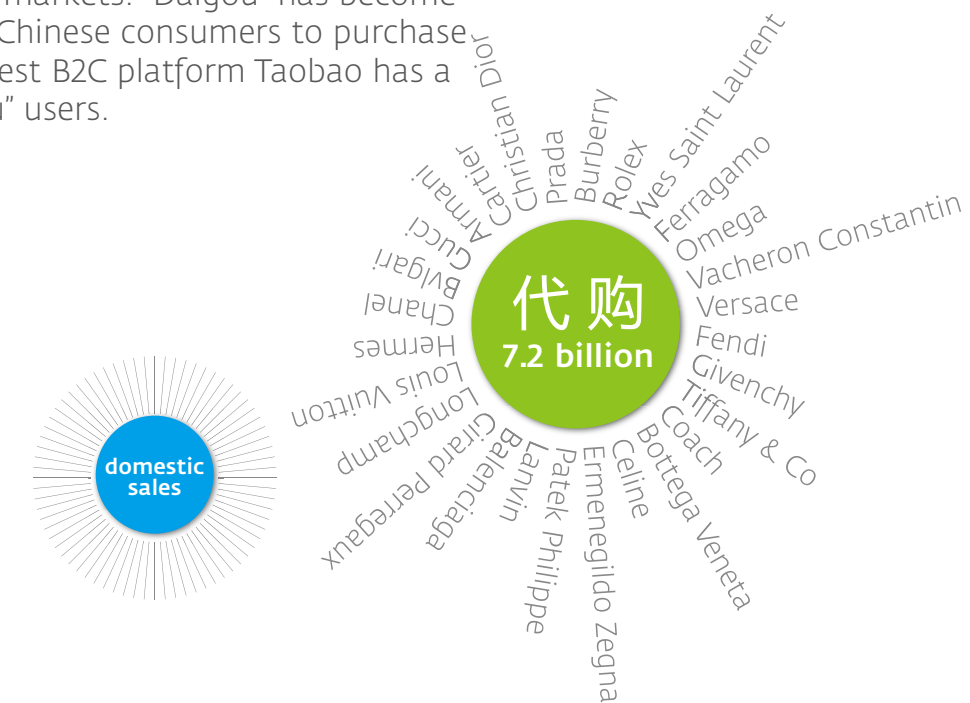 markets. "Daigou" has become
Chinese consumers to purchase
est B2C platform Taobao has a
" users.
Christian Dior
Prapa
Burberry
Rolex
Yves Saint Laurent
Ferragamo
Omega
Vacheron Constantin
Versace
Fendi
Givenchy
Tiffany & Co
Coach
Bottega Veneta
Celine
Ermenegildo Zegna
Patek Philippe
Lanvin
Balenciaga
Girard Perregaux
Longchamp
Louis Vuitton
Hermes
Chanel
Bvlgari
Gucci
Armani
Cartier
代购
7.2 billion
domestic
sales